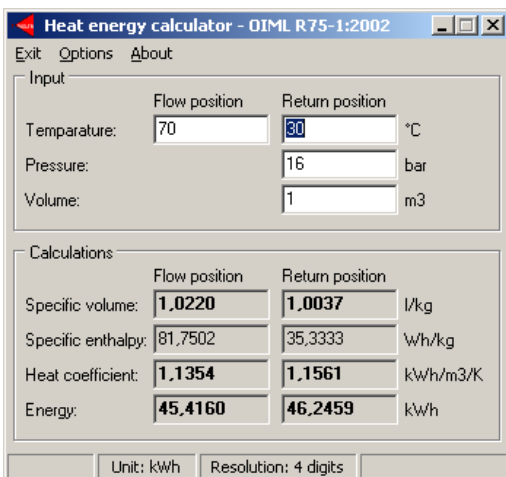 Heat energy calculator - OIML R75-1:2002
Exit Options About
Input
Flow position Return position
Temparature: 70 30 °C
Pressure: 16 bar
Volume: 1 m3
Calculations
Flow position Return position
Specific volume: 1,0220 1,0037 l/kg
Specific enthalpy: 81,7502 35,3333 Wh/kg
Heat coefficient: 1,1354 1,1561 kWh/m3/K
Energy: 45,4160 46,2459 kWh
Unit: kWh Resolution: 4 digits